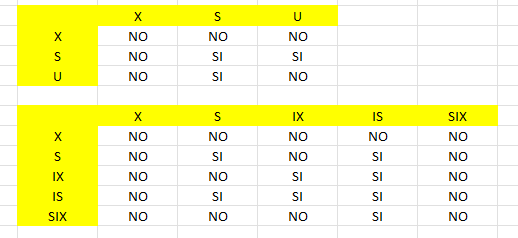 X S U
X NO NO NO
S NO SI SI
U NO SI NO
X S IX IS SIX
X NO NO NO NO NO
S NO SI NO SI NO
IX NO NO SI SI NO
IS NO SI SI SI NO
SIX NO NO NO SI NO